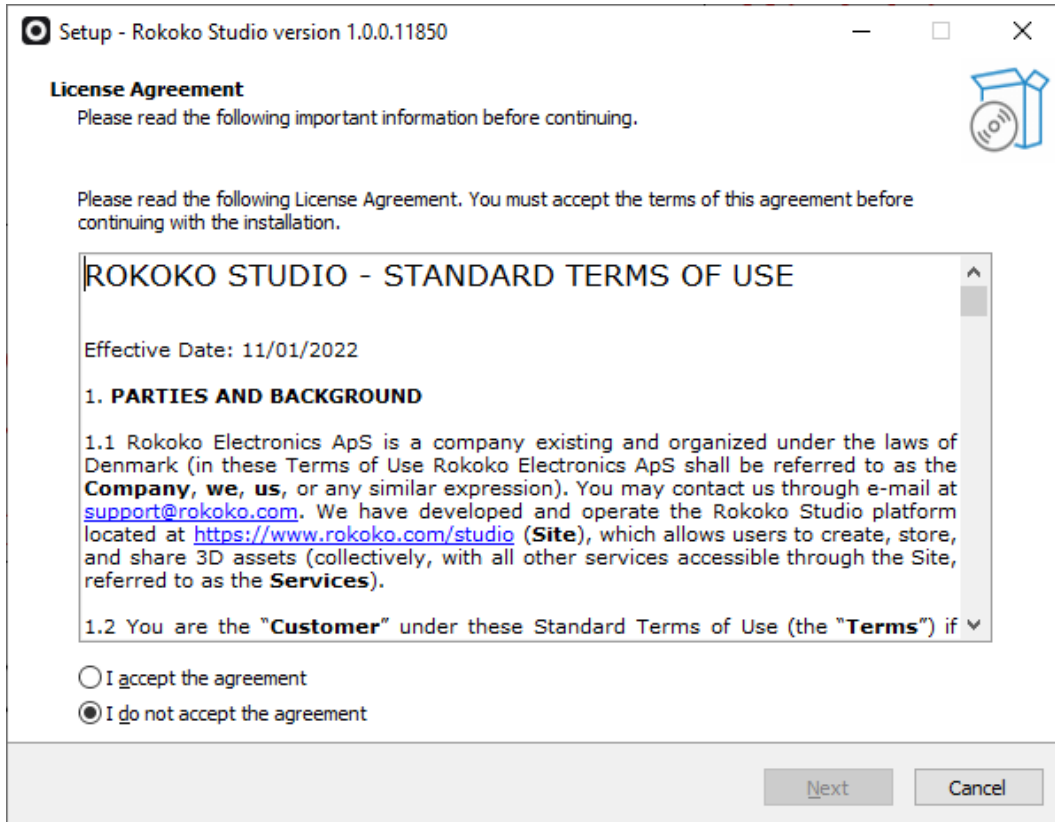 Setup - Rokoko Studio version 1.0.0.11850
License Agreement
Please read the following important information before continuing.
Please read the following License Agreement. You must accept the terms of this agreement before
continuing with the installation.
ROKOKO STUDIO - STANDARD TERMS OF USE
Effective Date: 11/01/2022
1. PARTIES AND BACKGROUND
1.1 Rokoko Electronics ApS is a company existing and organized under the laws of
Denmark (in these Terms of Use Rokoko Electronics ApS shall be referred to as the
Company, we, us, or any similar expression). You may contact us through e-mail at
support@rokoko.com. We have developed and operate the Rokoko Studio platform
located at https://www.rokoko.com/studio (Site), which allows users to create, store,
and share 3D assets (collectively, with all other services accessible through the Site,
referred to as the Services).
1.2 You are the “Customer” under these Standard Terms of Use (the “Terms”) if
I accept the agreement
I do not accept the agreement
Next
Cancel